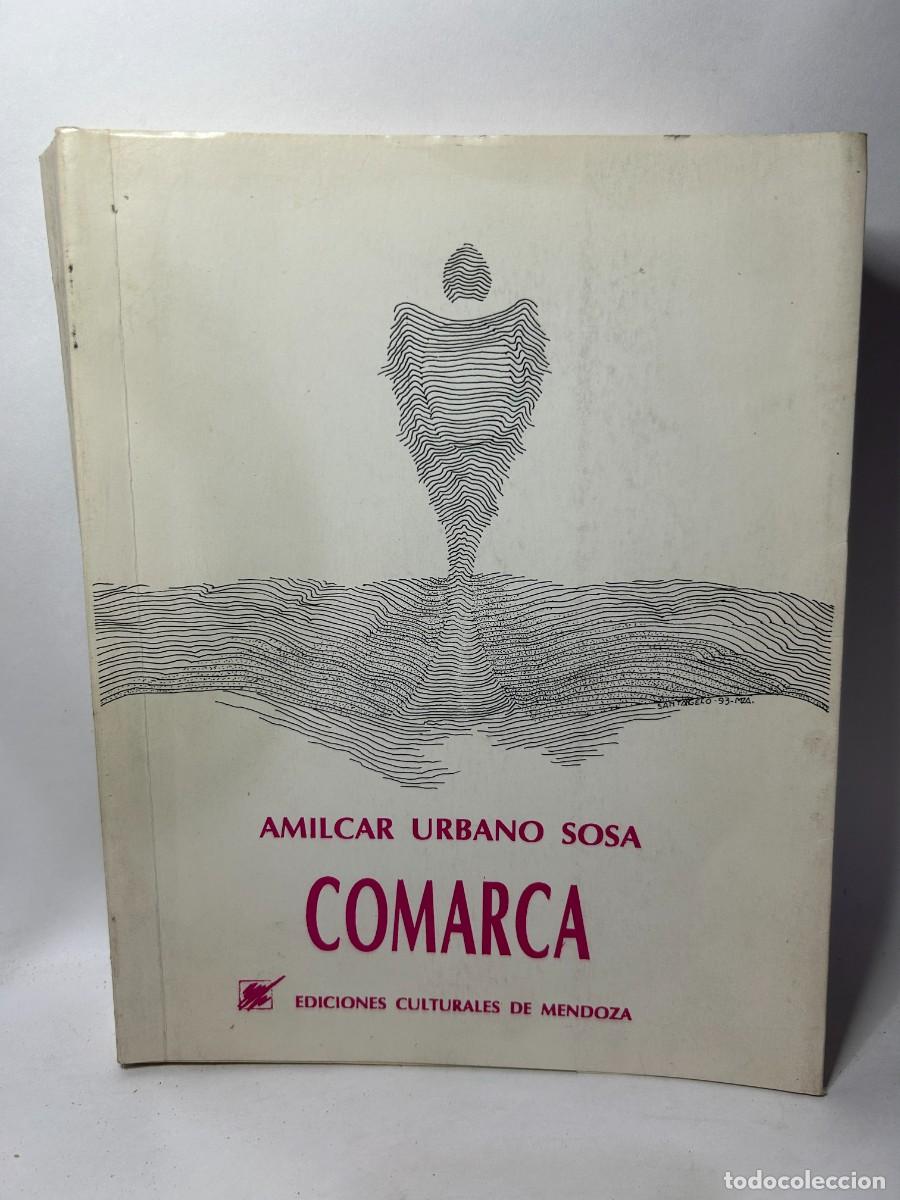 SANTAGELO-93-MZA.
AMILCAR URBANO SOSA
COMARCA
EDICIONES CULTURALES DE MENDOZA
todocoleccion